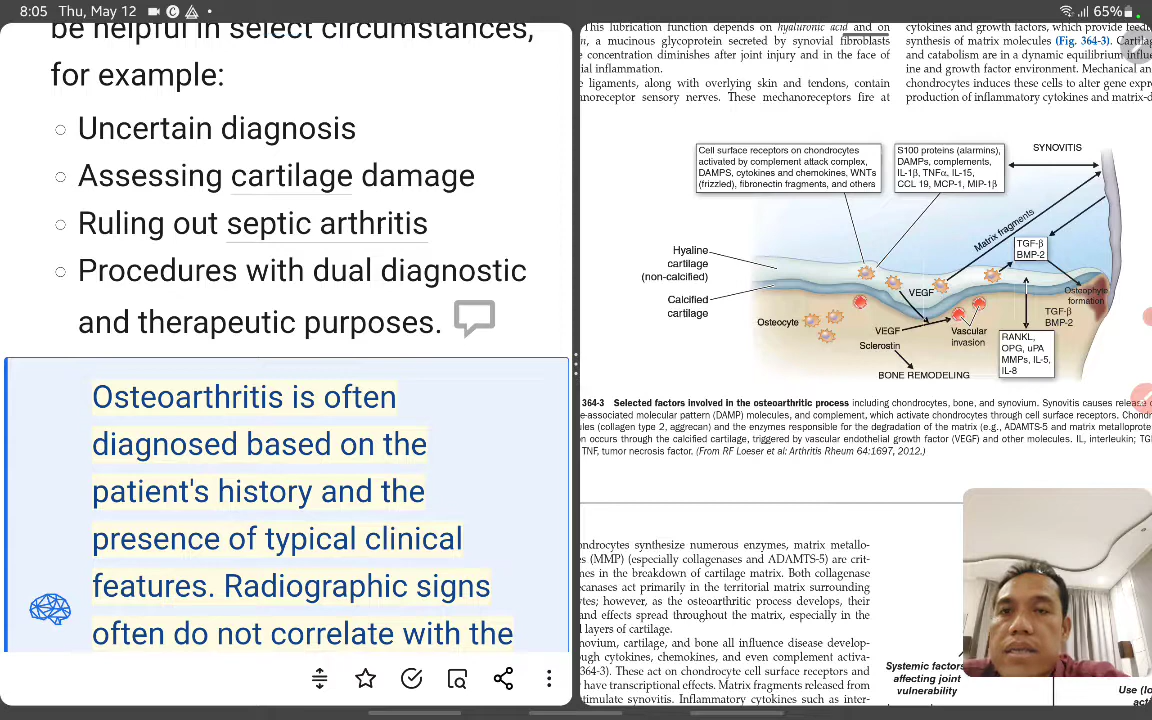 8:05 Thu, May 12
65%
be helpful in select circumstances,
for example:
Uncertain diagnosis
Assessing cartilage damage
Ruling out septic arthritis
Procedures with dual diagnostic
and therapeutic purposes.
Osteoarthritis is often
diagnosed based on the
patient's history and the
presence of typical clinical
features. Radiographic signs
often do not correlate with the
This lubrication function depends on hyaluronic acid and on
n, a mucinous glycoprotein secreted by synovial fibroblasts
concentration diminishes after joint injury and in the face of
ial inflammation.
ligaments, along with overlying skin and tendons, contain
noreceptor sensory nerves. These mechanoreceptors fire at
cytokines and growth factors, which provide
synthesis of matrix molecules (Fig. 364-3).
and catabolism are in a dynamic equilibrium
ine and growth factor environment. Mechanical
chondrocytes induces these cells to alter gene
production of inflammatory cytokines and
Cell surface receptors on chondrocytes
activated by complement attack complex,
DAMPS, cytokines and chemokines, WNTs
(frizzled), fibronectin fragments, and others
S100 proteins (alarmins),
DAMPs, complements,
IL-1β, TNFα, IL-15,
CCL 19, MCP-1, MIP-1β
SYNOVITIS
Matrix fragments
TGF-β
BMP-2
Hyaline
cartilage
(non-calcified)
Calcified
cartilage
VEGF
Osteophyte
formation
TGF-β
BMP-2
Osteocyte
VEGF
Vascular
invasion
Sclerostin
RANKL,
OPG, uPA
MMPs, IL-5,
IL-8
BONE REMODELING
364-3 Selected factors involved in the osteoarthritic process including chondrocytes, bone, and synovium. Synovitis causes
e-associated molecular pattern (DAMP) molecules, and complement, which activate chondrocytes through cell surface receptors.
les (collagen type 2, aggrecan) and the enzymes responsible for the degradation of the matrix (e.g., ADAMTS-5 and matrix
n occurs through the calcified cartilage, triggered by vascular endothelial growth factor (VEGF) and other molecules. IL, interleukin;
TNF, tumor necrosis factor. (From RF Loeser et al: Arthritis Rheum 64:1697, 2012.)
ondrocytes synthesize numerous enzymes, matrix metallo-
es (MMP) (especially collagenases and ADAMTS-5) are crit-
nes in the breakdown of cartilage matrix. Both collagenase
ecanases act primarily in the territorial matrix surrounding
ytes; however, as the osteoarthritic process develops, their
and effects spread throughout the matrix, especially in the
l layers of cartilage.
novium, cartilage, and bone all influence disease develop-
ough cytokines, chemokines, and even complement activa-
364-3). These act on chondrocyte cell surface receptors and
have transcriptional effects. Matrix fragments released from
stimulate synovitis. Inflammatory cytokines such as inter-
Systemic factors
affecting joint
vulnerability
Use